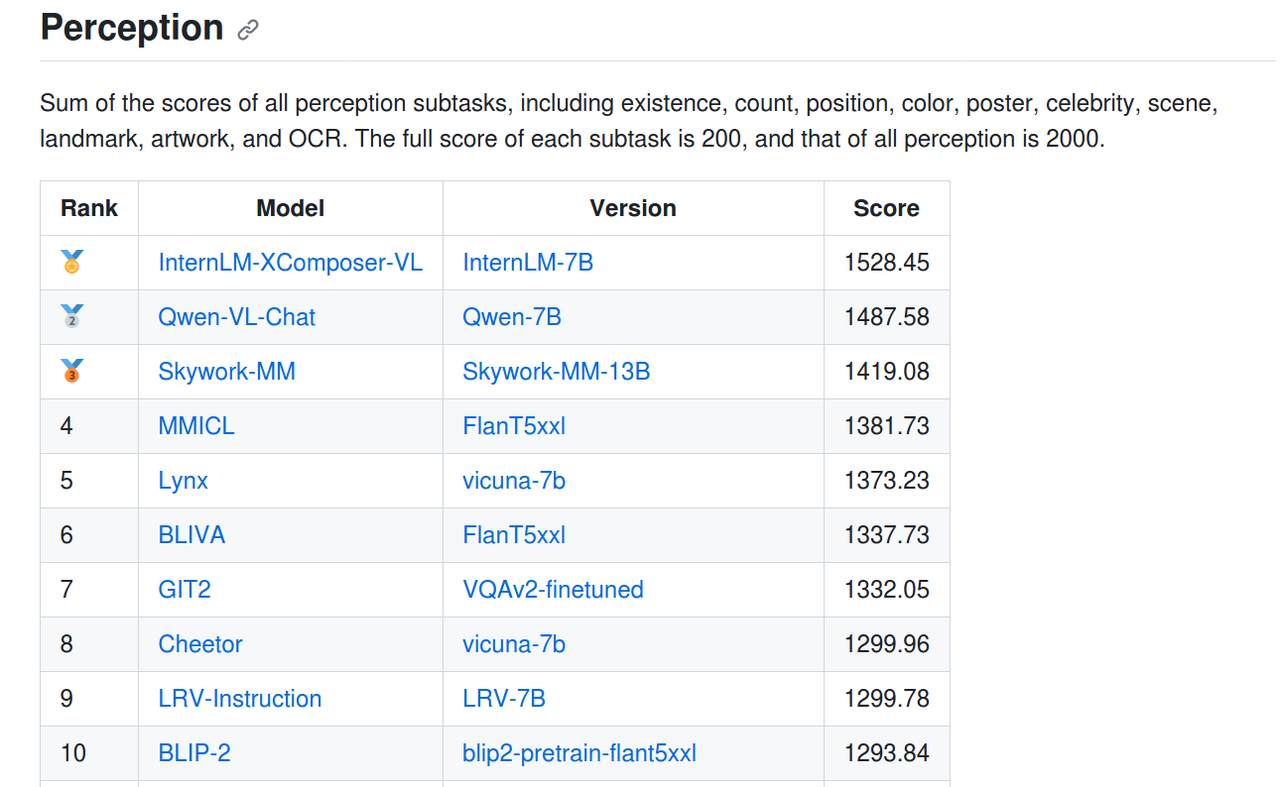 Perception
Sum of the scores of all perception subtasks, including existence, count, position, color, poster, celebrity, scene,
landmark, artwork, and OCR. The full score of each subtask is 200, and that of all perception is 2000.
Rank Model Version Score
🥇 InternLM-XComposer-VL InternLM-7B 1528.45
🥈 Qwen-VL-Chat Qwen-7B 1487.58
🥉 Skywork-MM Skywork-MM-13B 1419.08
4 MMICL FlanT5xxl 1381.73
5 Lynx vicuna-7b 1373.23
6 BLIVA FlanT5xxl 1337.73
7 GIT2 VQAv2-finetuned 1332.05
8 Cheetor vicuna-7b 1299.96
9 LRV-Instruction LRV-7B 1299.78
10 BLIP-2 blip2-pretrain-flant5xxl 1293.84